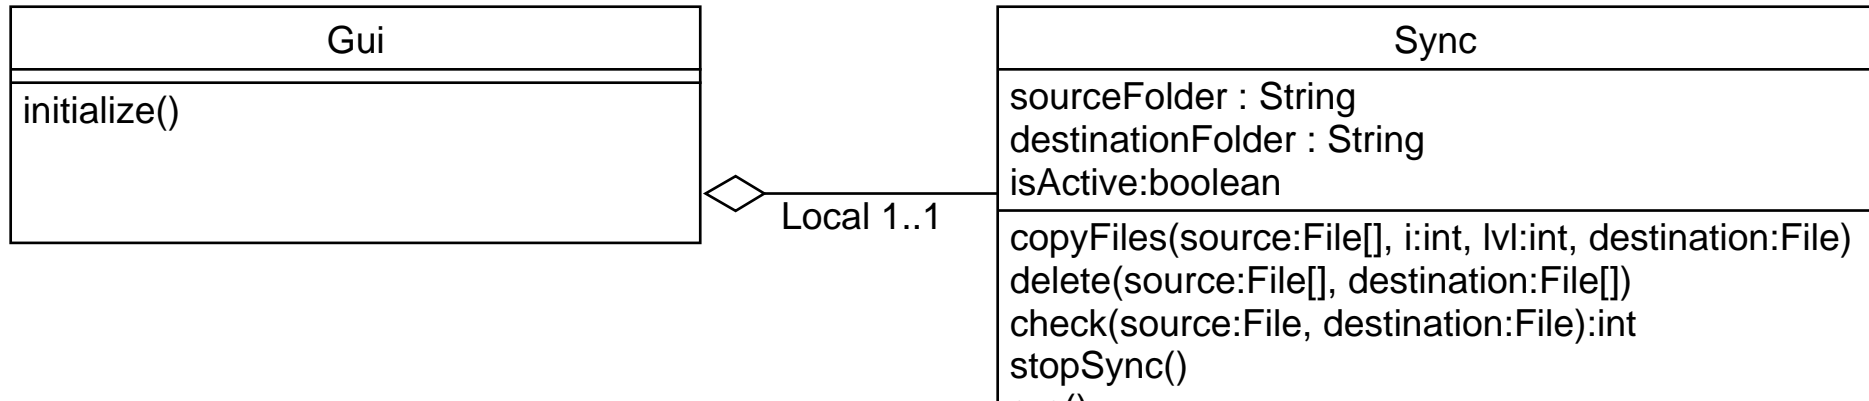 Gui
initialize()
Local 1..1
Sync
sourceFolder : String
destinationFolder : String
isActive:boolean
copyFiles(source:File[], i:int, lvl:int, destination:File)
delete(source:File[], destination:File[])
check(source:File, destination:File):int
stopSync()